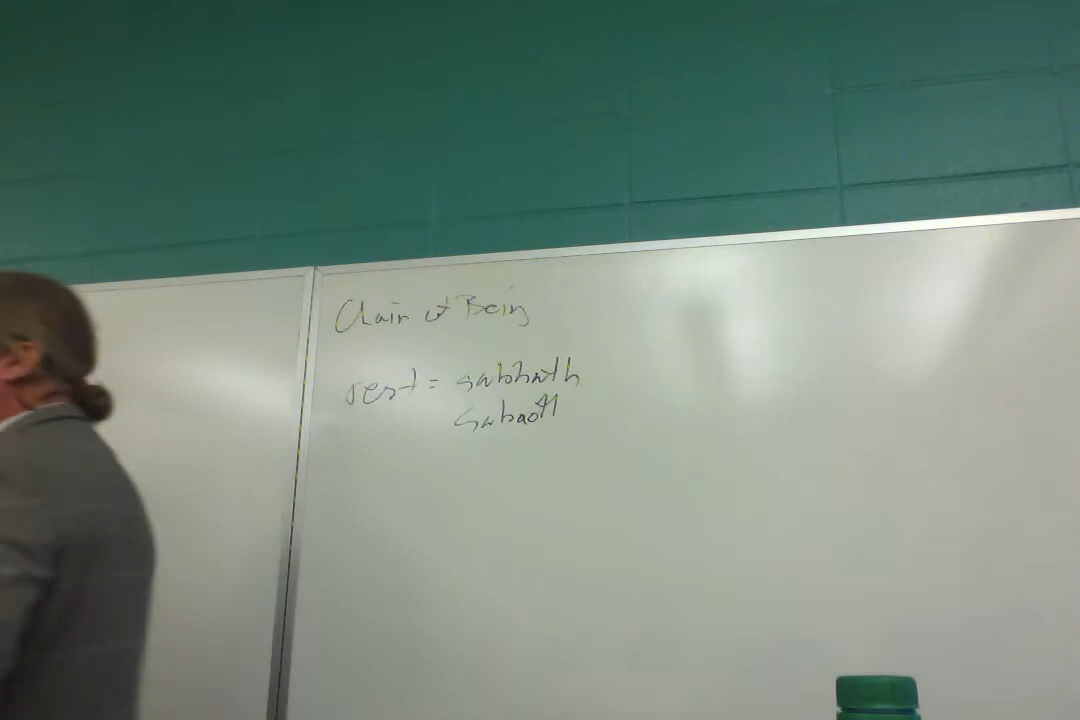 Chain of Being
rest = sabbath
Sabaoth